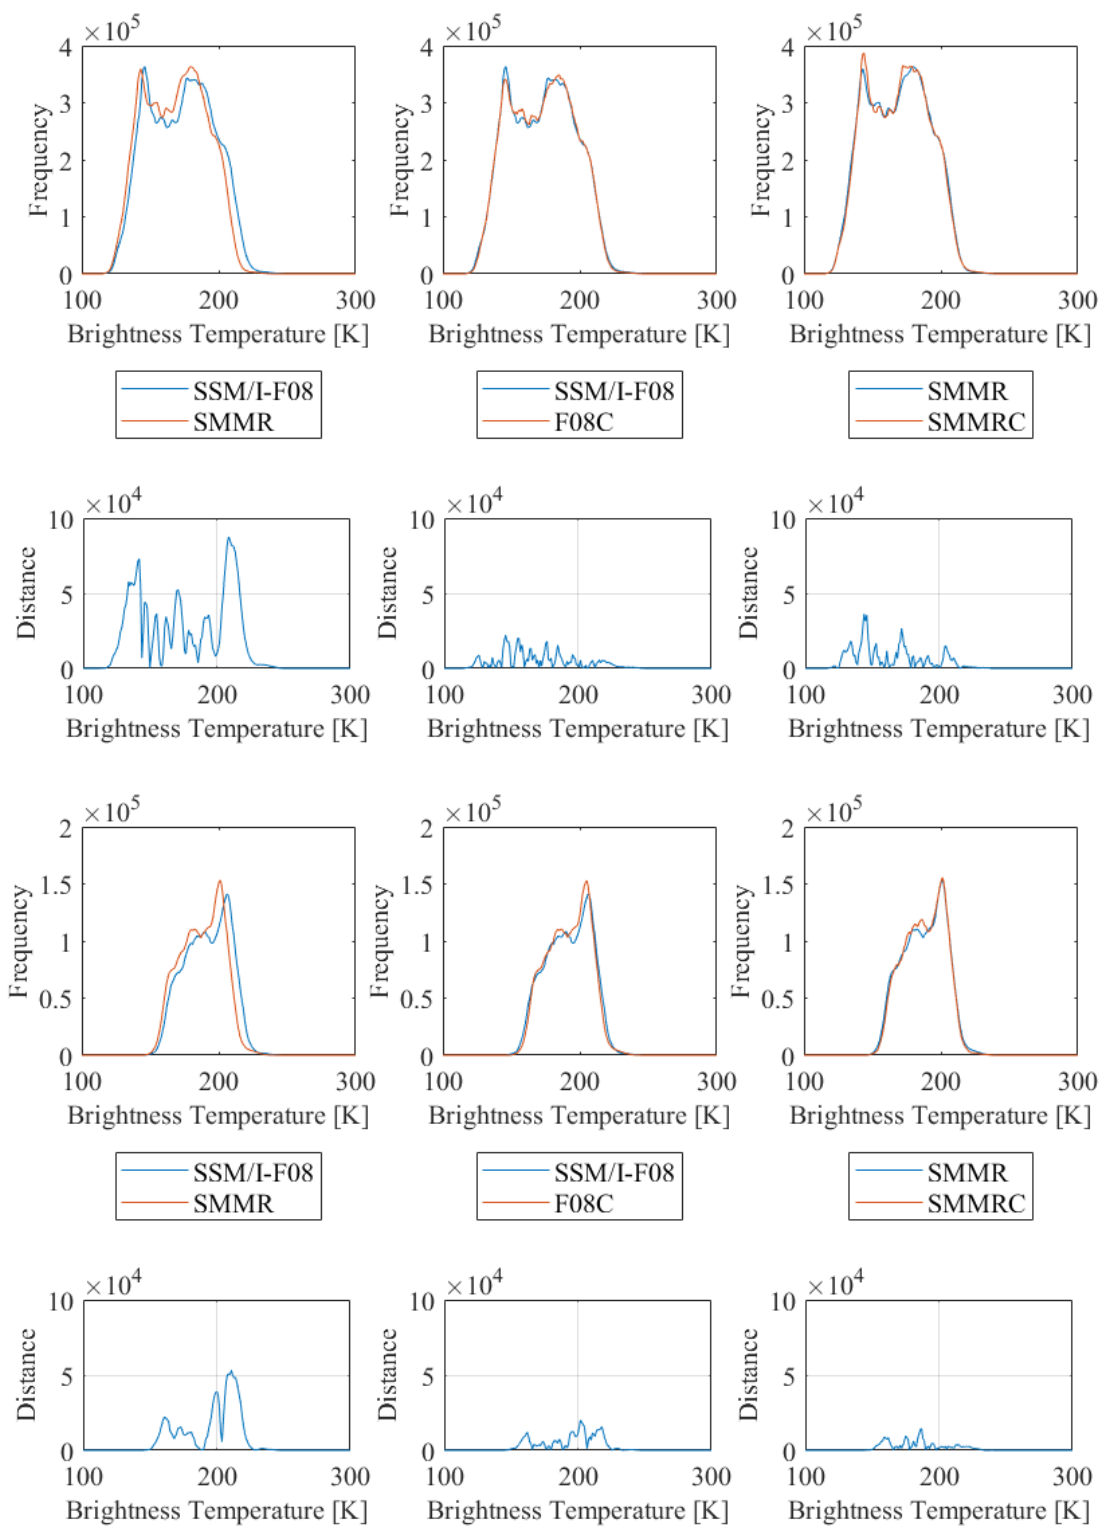 ×10^5 ×10^5 ×10^5
4 4 4
3 3 3
2 2 2
1 1 1
0 0 0
Frequency Frequency Frequency
100 200 300 100 200 300 100 200 300
Brightness Temperature [K] Brightness Temperature [K] Brightness Temperature [K]
SSM/I-F08 SSM/I-F08 SMMR
SMMR F08C SMMRC
×10^4 ×10^4 ×10^4
10 10 10
5 5 5
0 0 0
Distance Distance Distance
100 200 300 100 200 300 100 200 300
Brightness Temperature [K] Brightness Temperature [K] Brightness Temperature [K]
×10^5 ×10^5 ×10^5
2 2 2
1.5 1.5 1.5
1 1 1
0.5 0.5 0.5
0 0 0
Frequency Frequency Frequency
100 200 300 100 200 300 100 200 300
Brightness Temperature [K] Brightness Temperature [K] Brightness Temperature [K]
SSM/I-F08 SSM/I-F08 SMMR
SMMR F08C SMMRC
×10^4 ×10^4 ×10^4
10 10 10
5 5 5
0 0 0
Distance Distance Distance
100 200 300 100 200 300 100 200 300
Brightness Temperature [K] Brightness Temperature [K] Brightness Temperature [K]